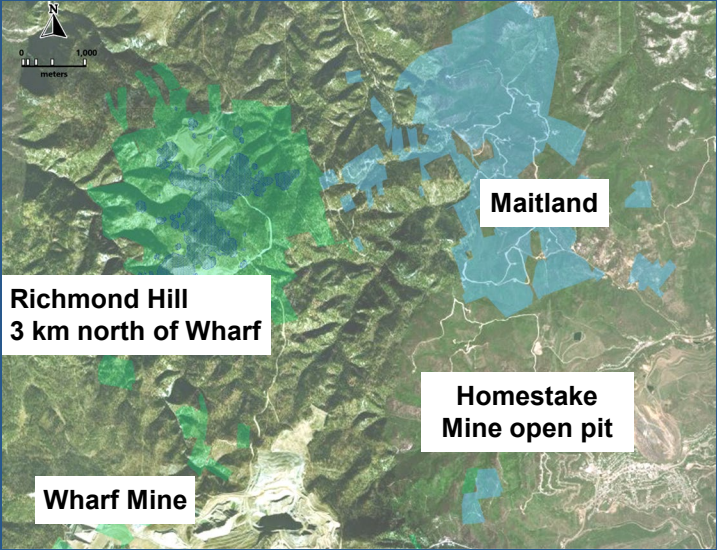 N
0 1,000
meters
Maitland
Richmond Hill
3 km north of Wharf
Homestake
Mine open pit
Wharf Mine